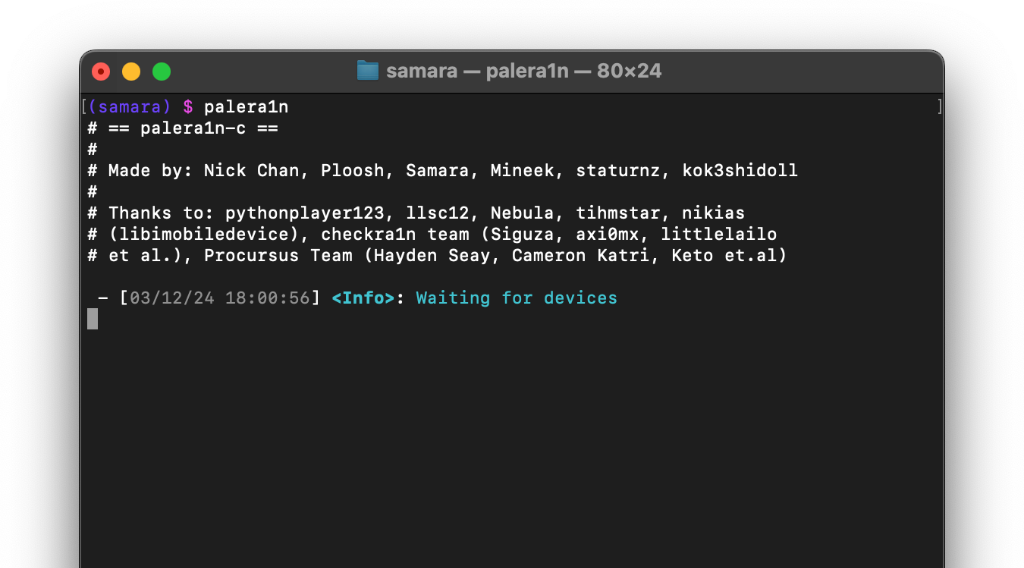 samara — palera1n — 80×24
[(samara) $ palera1n ]
# == palera1n-c ==
#
# Made by: Nick Chan, Ploosh, Samara, Mineek, staturnz, kok3shidoll
#
# Thanks to: pythonplayer123, llsc12, Nebula, tihmstar, nikias
# (libimobiledevice), checkra1n team (Siguza, axi0mx, littlelailo
# et al.), Procursus Team (Hayden Seay, Cameron Katri, Keto et.al)
- [03/12/24 18:00:56] <Info>: Waiting for devices